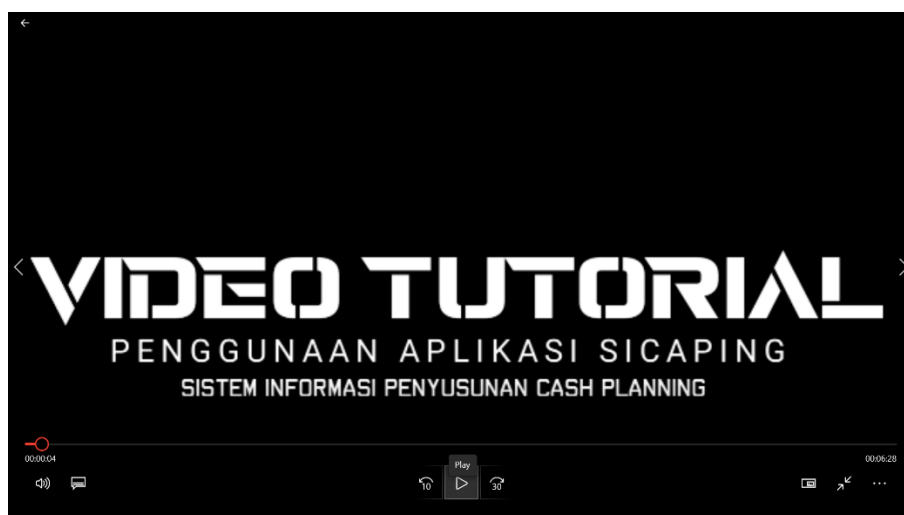 VIDEO TUTORIAL
PENGGUNAAN APLIKASI SICAPING
SISTEM INFORMASI PENYUSUNAN CASH PLANNING
00:00:04
00:06:28
Play
10
30